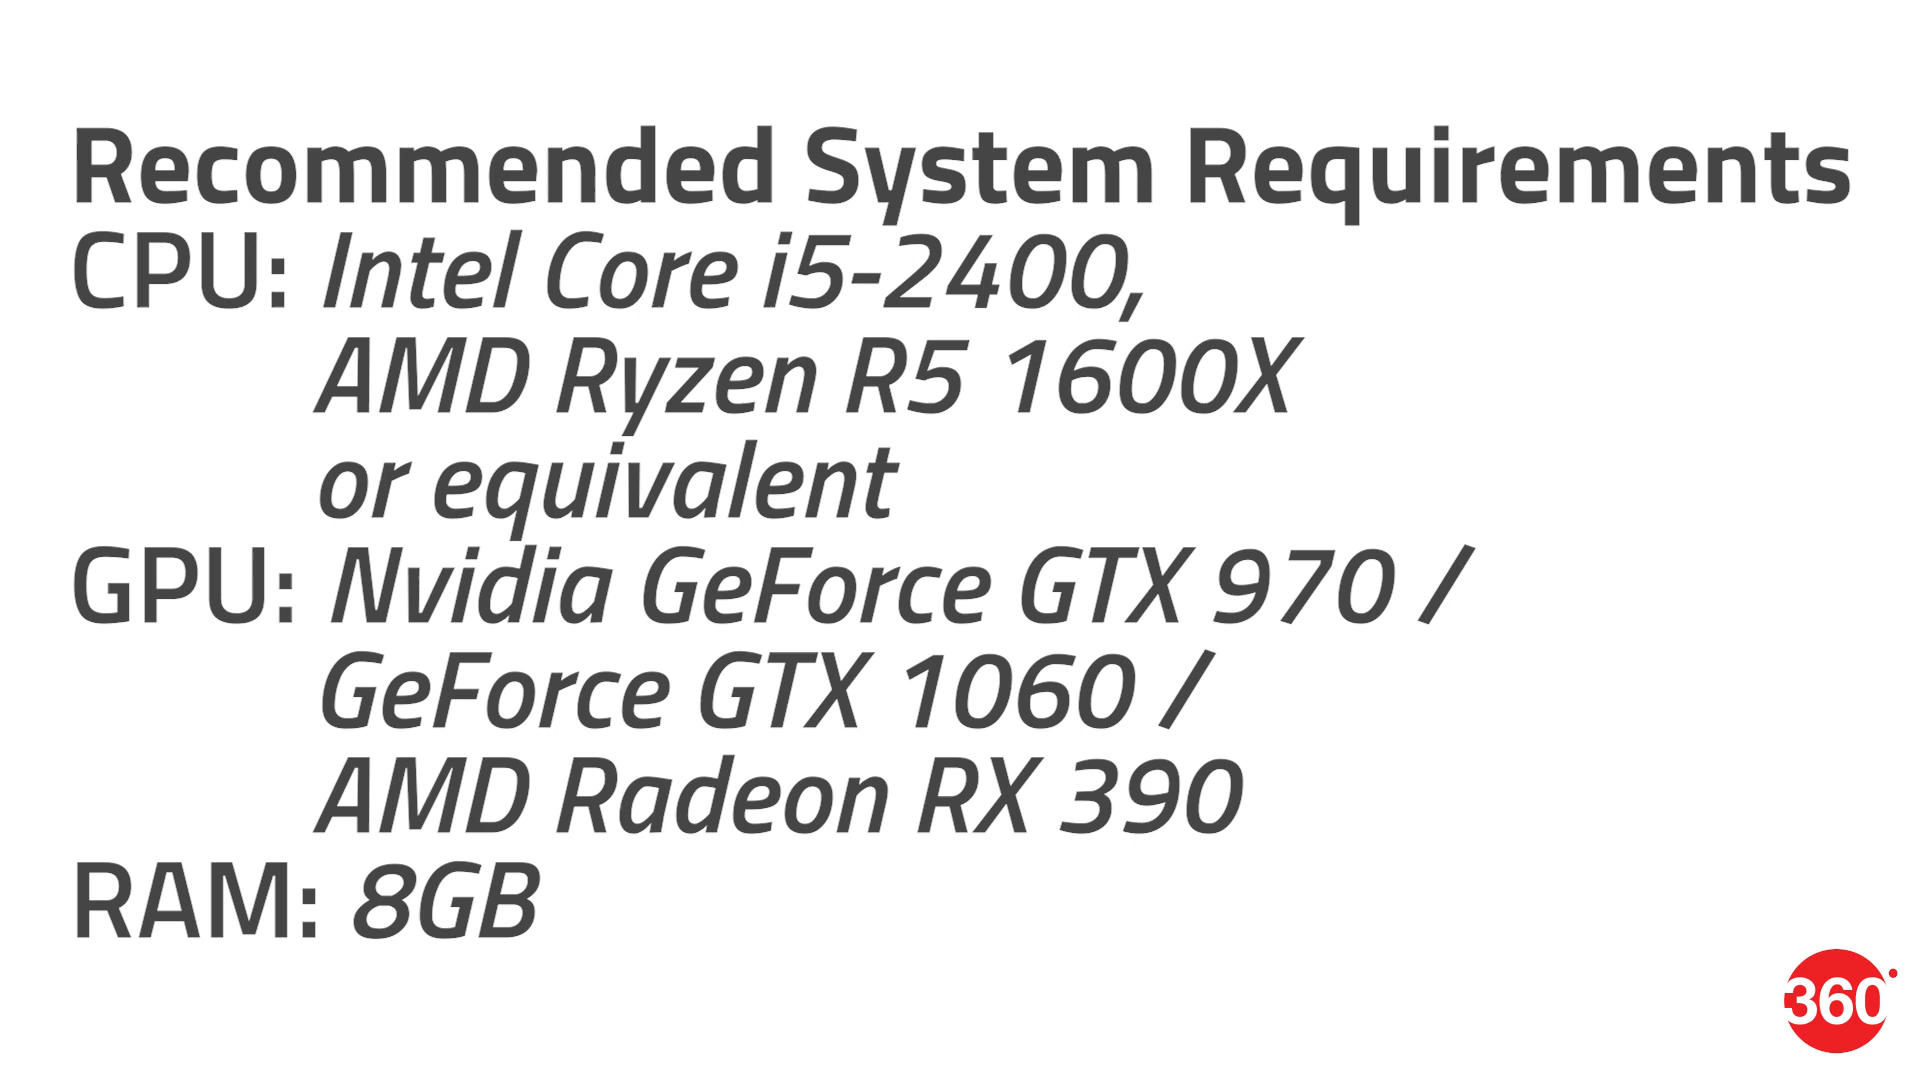 Recommended System Requirements
CPU: Intel Core i5-2400,
AMD Ryzen R5 1600X
or equivalent
GPU: Nvidia GeForce GTX 970 /
GeForce GTX 1060 /
AMD Radeon RX 390
RAM: 8GB
360°